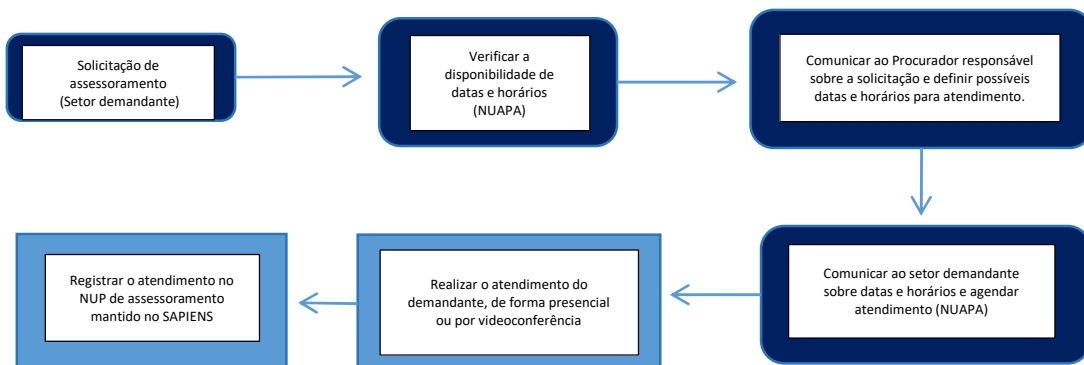 Solicitação de
assessoramento
(Setor demandante)
Verificar a
disponibilidade de
datas e horários
(NUAPA)
Comunicar ao Procurador responsável
sobre a solicitação e definir possíveis
datas e horários para atendimento.
Comunicar ao setor demandante
sobre datas e horários e agendar
atendimento (NUAPA)
Realizar o atendimento do
demandante, de forma presencial
ou por videoconferência
Registrar o atendimento no
NUP de assessoramento
mantido no SAPIENS